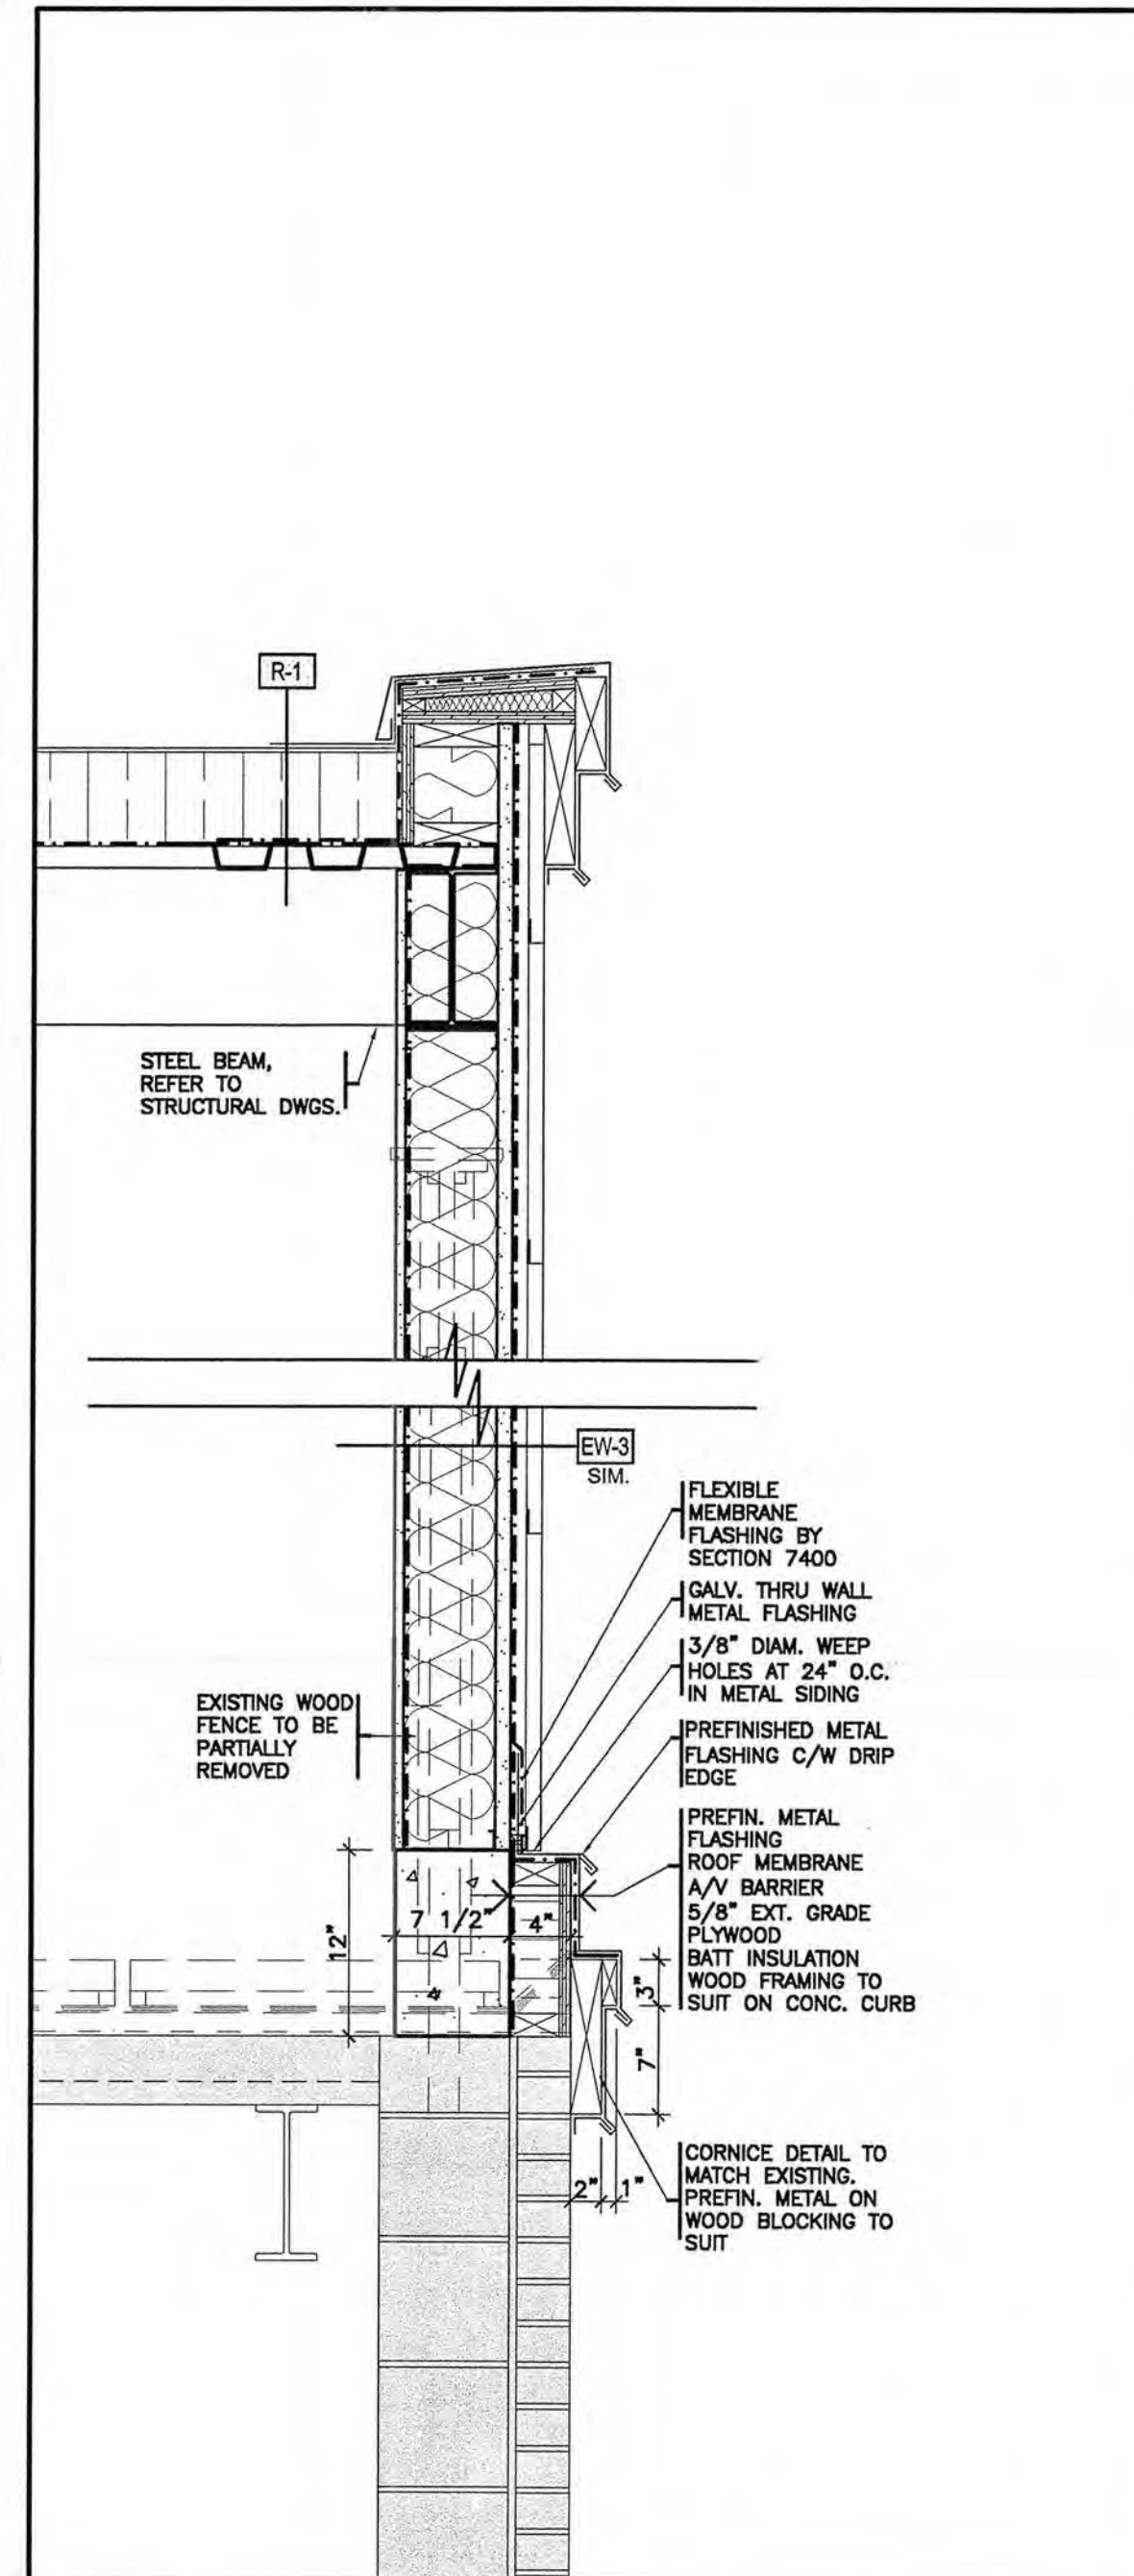 R-1
STEEL BEAM,
REFER TO
STRUCTURAL DWGS.
EW-3
SIM.
FLEXIBLE
MEMBRANE
FLASHING BY
SECTION 7400
GALV. THRU WALL
METAL FLASHING
3/8" DIAM. WEEP
HOLES AT 24" O.C.
IN METAL SIDING
EXISTING WOOD
FENCE TO BE
PARTIALLY
REMOVED
PREFINISHED METAL
FLASHING C/W DRIP
EDGE
PREFIN. METAL
FLASHING
ROOF MEMBRANE
A/V BARRIER
5/8" EXT. GRADE
PLYWOOD
BATT INSULATION
WOOD FRAMING TO
SUIT ON CONC. CURB
12"
7 1/2"
4"
3"
7"
2"
1"
CORNICE DETAIL TO
MATCH EXISTING.
PREFIN. METAL ON
WOOD BLOCKING TO
SUIT